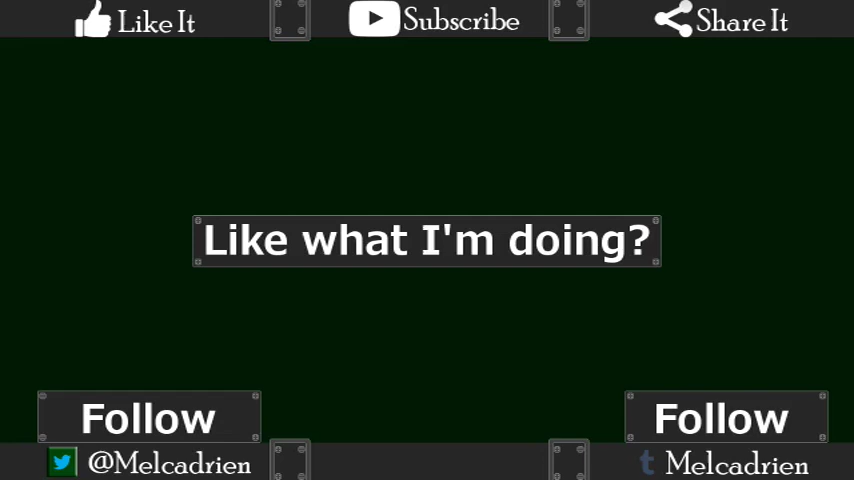 Like It
Subscribe
Share It
Like what I'm doing?
Follow
Follow
@Melcadrien
t Melcadrien